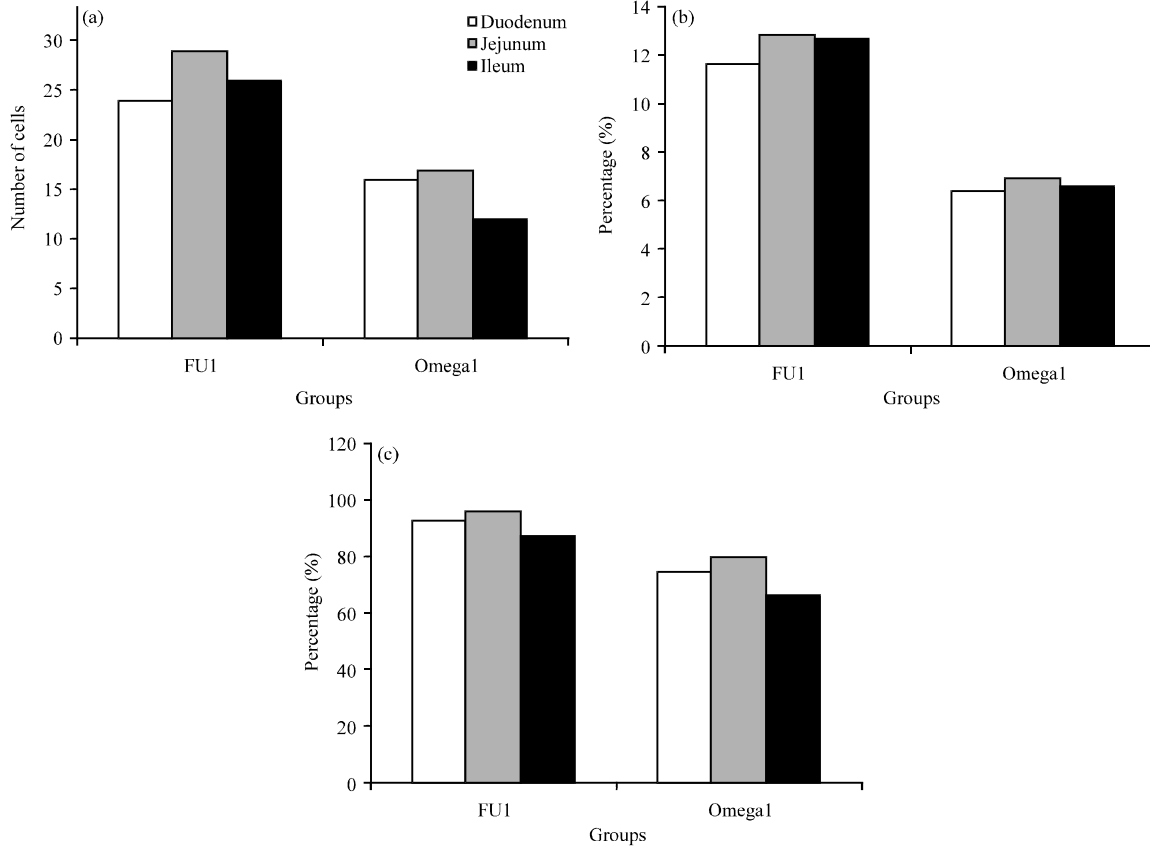 (a)
Duodenum
Jejunum
Ileum
30
25
20
15
10
5
0
Number of cells
FU1 Omega1
Groups
(b)
14
12
10
8
6
4
2
0
Percentage (%)
FU1 Omega1
Groups
(c)
120
100
80
60
40
20
0
Percentage (%)
FU1 Omega1
Groups